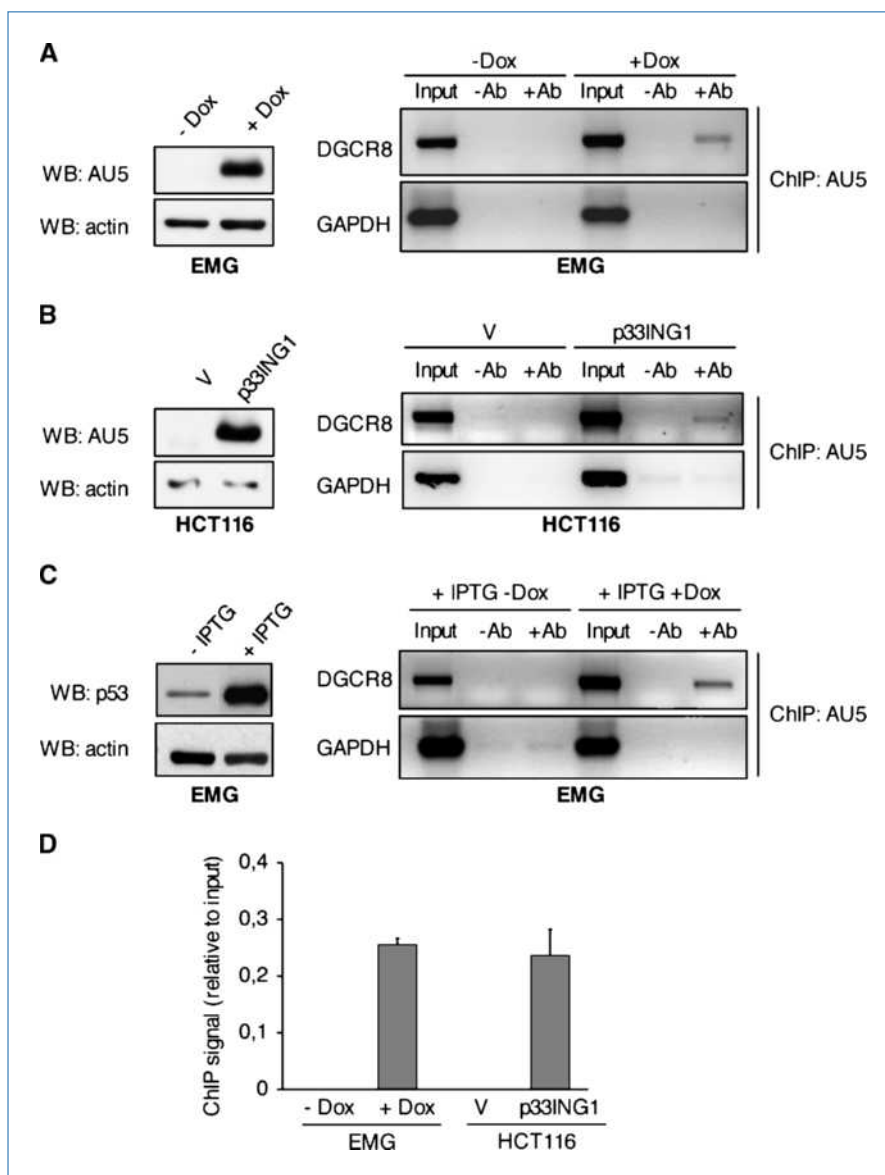 A
- Dox
+ Dox
WB: AU5
WB: actin
EMG
-Dox +Dox
Input -Ab +Ab Input -Ab +Ab
DGCR8
GAPDH
ChIP: AU5
EMG
B
V
p33ING1
WB: AU5
WB: actin
HCT116
V p33ING1
Input -Ab +Ab Input -Ab +Ab
DGCR8
GAPDH
ChIP: AU5
HCT116
C
- IPTG
+ IPTG
WB: p53
WB: actin
EMG
+ IPTG -Dox + IPTG +Dox
Input -Ab + Ab Input -Ab +Ab
DGCR8
GAPDH
ChIP: AU5
EMG
D
ChIP signal (relative to input)
0,4
0,3
0,2
0,1
0
- Dox + Dox V p33ING1
EMG HCT116